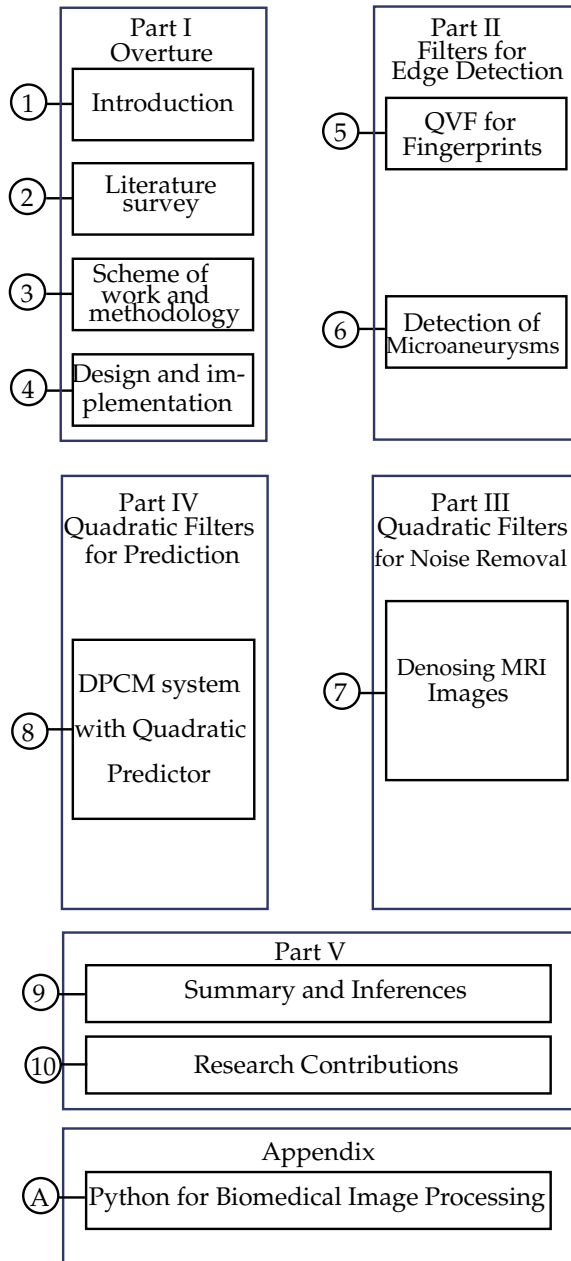 Part I
Overture
1
Introduction
2
Literature
survey
3
Scheme of
work and
methodology
4
Design and im-
plementation
Part II
Filters for
Edge Detection
5
QVF for
Fingerprints
6
Detection of
Microaneurysms
Part IV
Quadratic Filters
for Prediction
8
DPCM system
with Quadratic
Predictor
Part III
Quadratic Filters
for Noise Removal
7
Denosing MRI
Images
Part V
9
Summary and Inferences
10
Research Contributions
Appendix
A
Python for Biomedical Image Processing